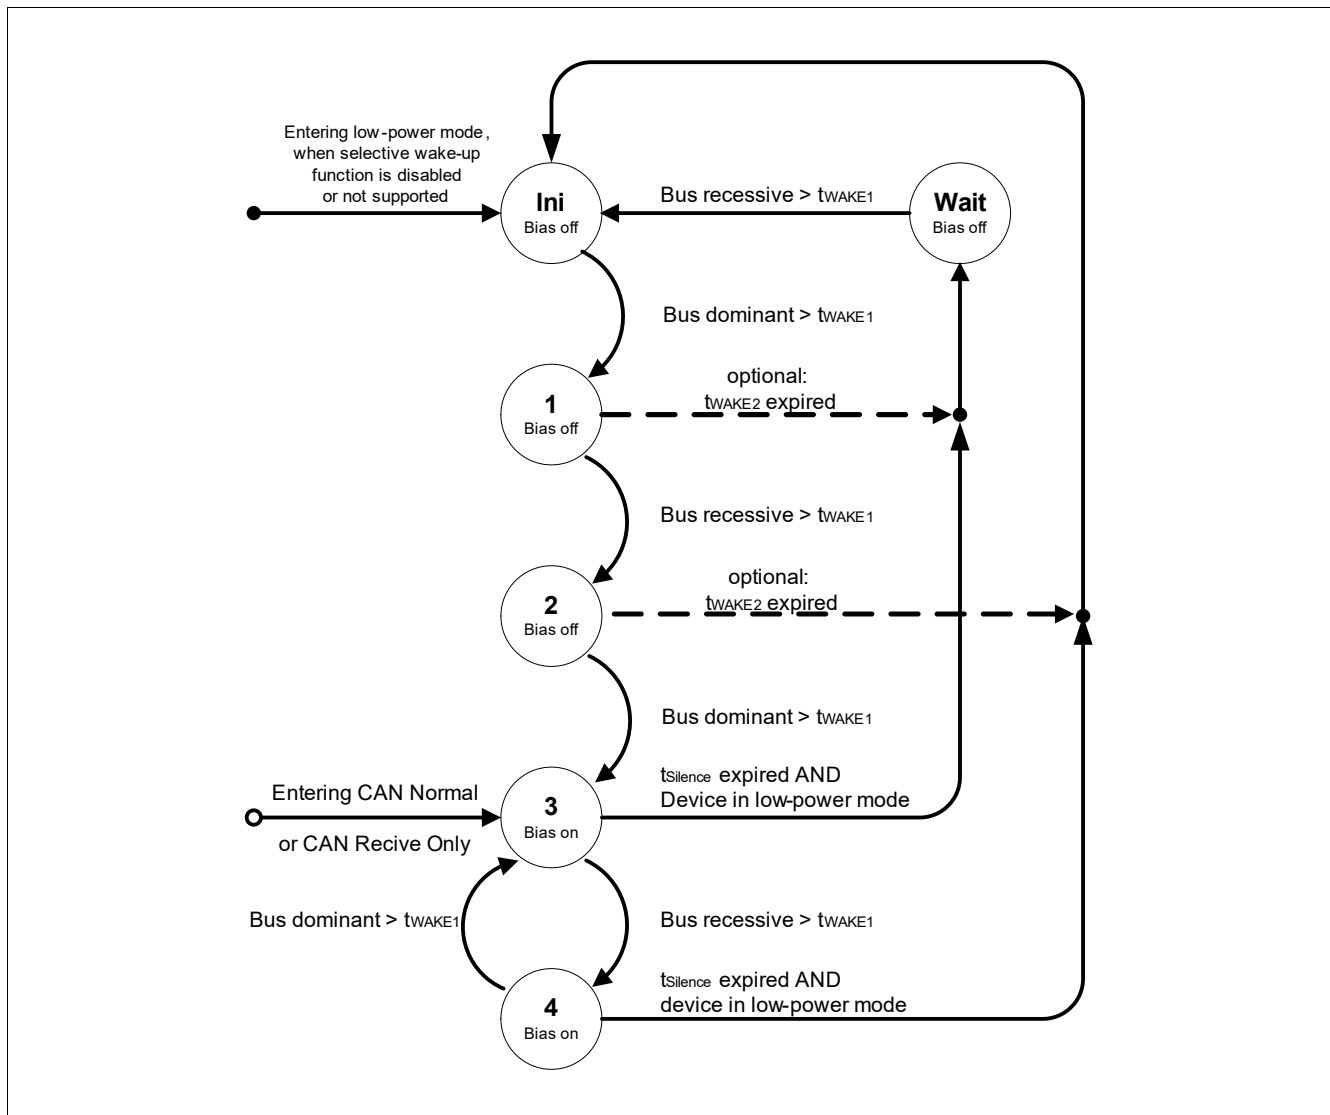 Entering low-power mode,
when selective wake-up
function is disabled
or not supported
Ini
Bias off
Bus recessive > tWAKE1
Wait
Bias off
Bus dominant > tWAKE1
1
Bias off
optional:
tWAKE2 expired
Bus recessive > tWAKE1
2
Bias off
optional:
tWAKE2 expired
Bus dominant > tWAKE1
Entering CAN Normal
or CAN Recive Only
3
Bias on
tSilence expired AND
Device in low-power mode
Bus dominant > tWAKE1
Bus recessive > tWAKE1
4
Bias on
tSilence expired AND
device in low-power mode